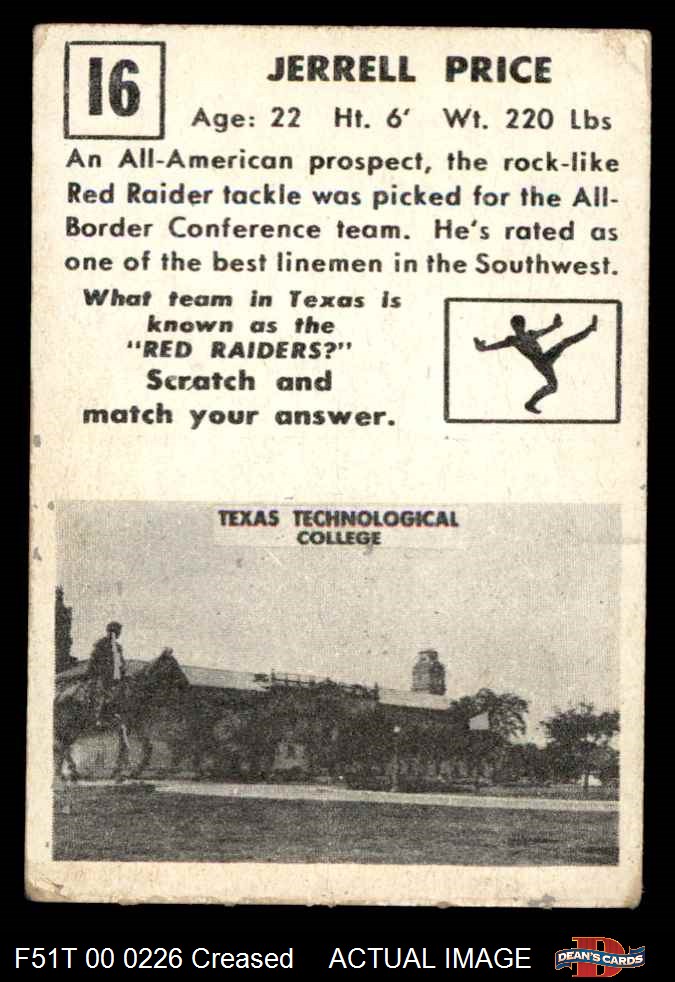 16
JERRELL PRICE
Age: 22 Ht. 6' Wt. 220 Lbs
An All-American prospect, the rock-like
Red Raider tackle was picked for the All-
Border Conference team. He's rated as
one of the best linemen in the Southwest.
What team in Texas is
known as the
"RED RAIDERS?"
Scratch and
match your answer.
TEXAS TECHNOLOGICAL
COLLEGE
F51T 00 0226 Creased ACTUAL IMAGE
DEAN'S CARDS